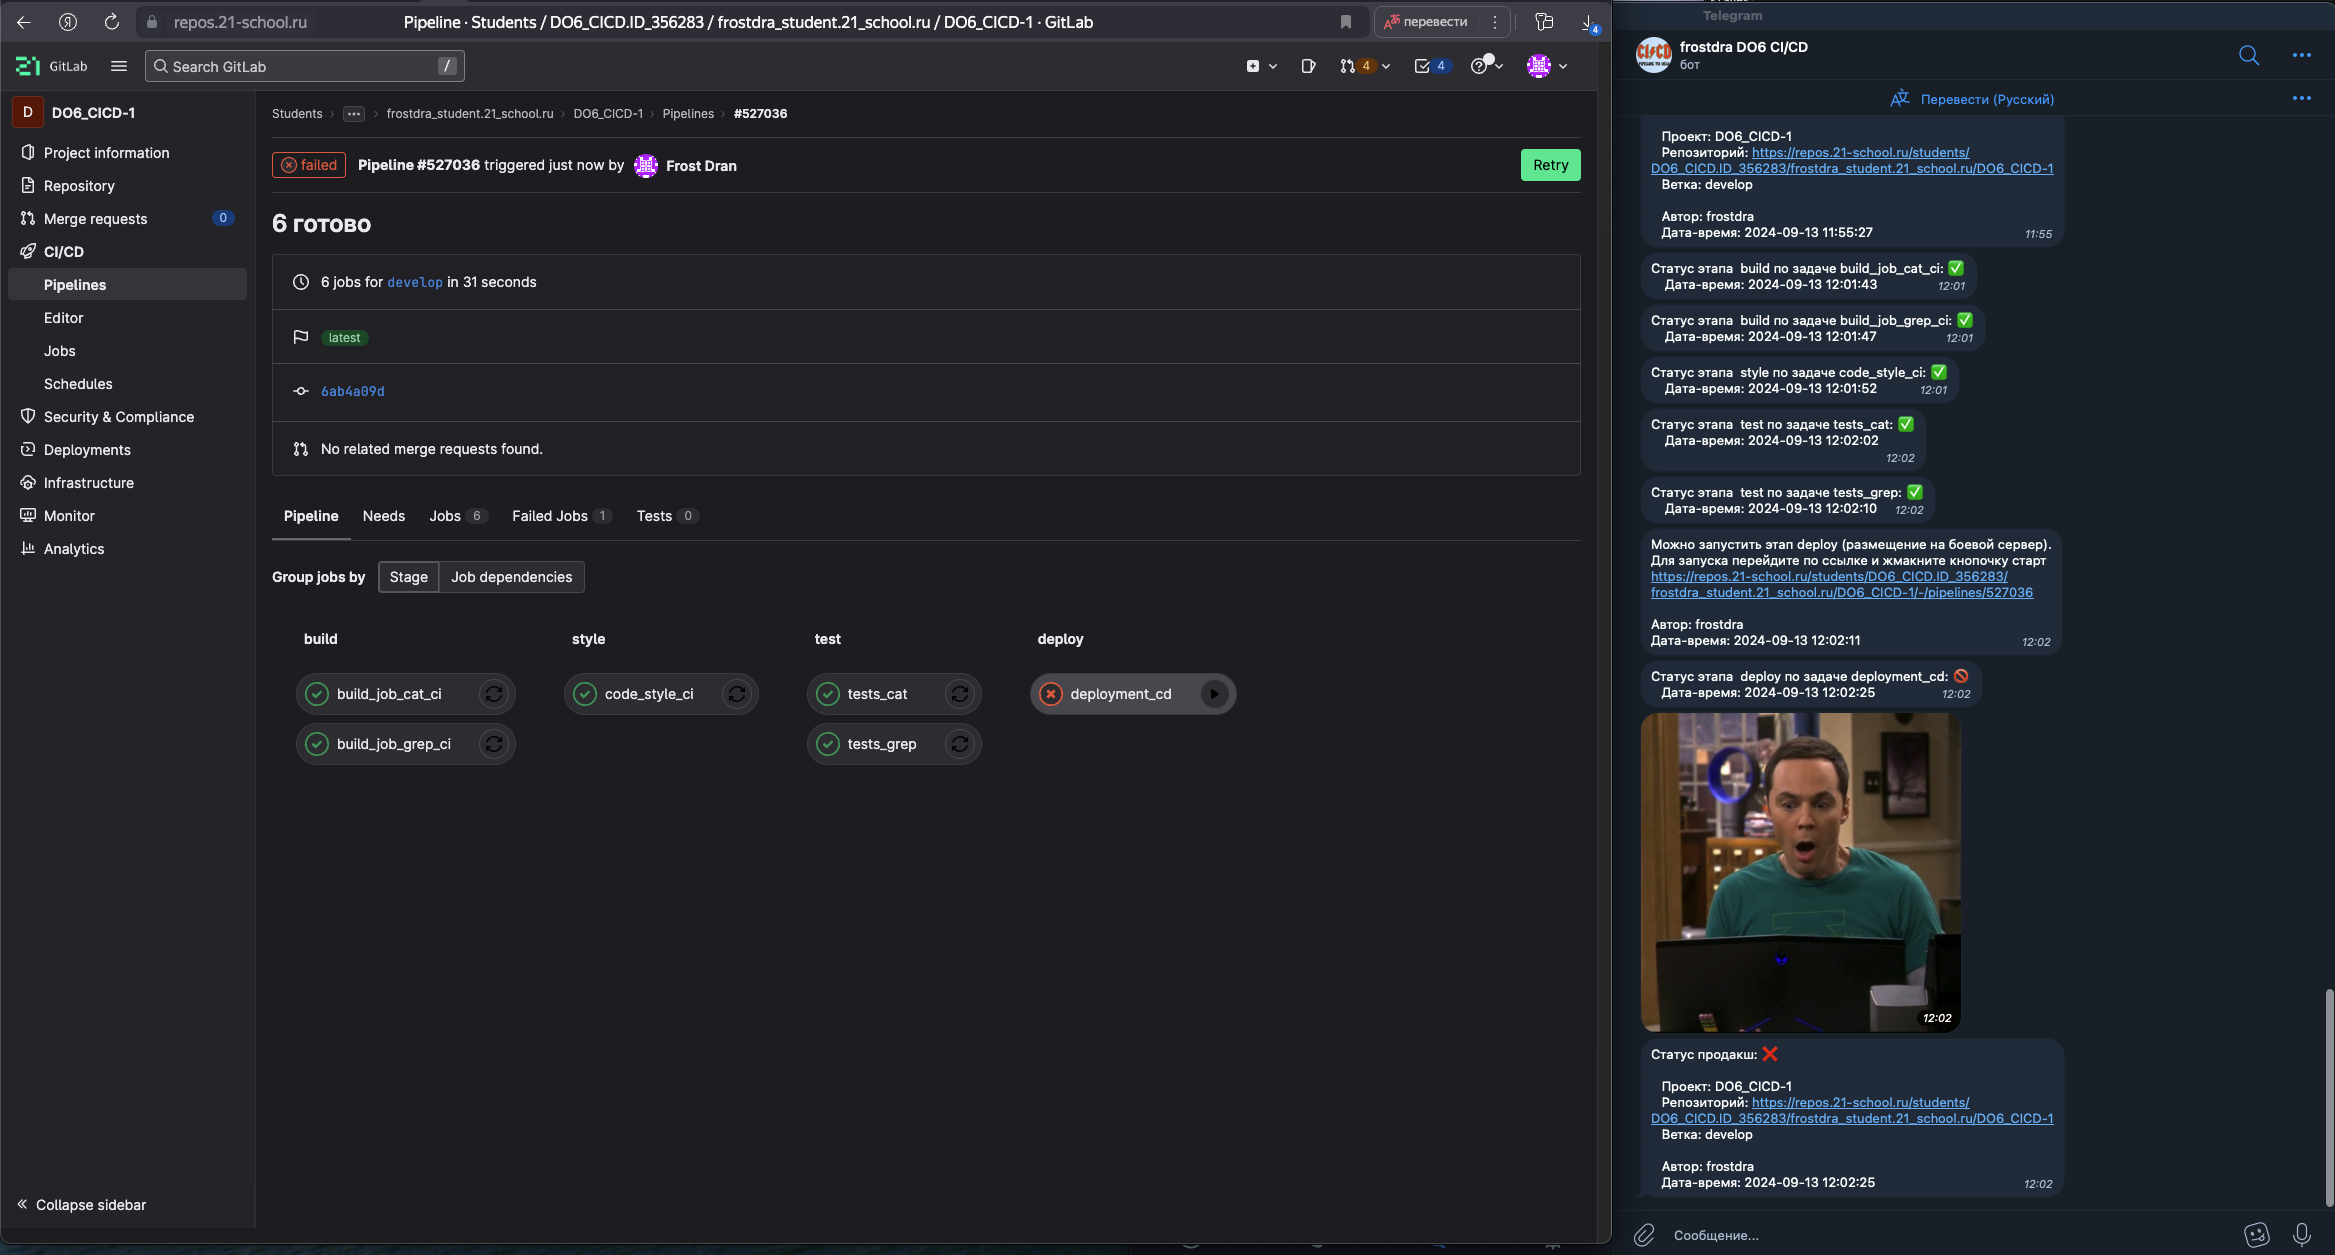 repos.21-school.ru
Pipeline · Students / DO6_CICD.ID_356283 / frostdra_student.21_school.ru / DO6_CICD-1 · GitLab
перевести
4
GitLab
Search GitLab
/
4
4
D
DO6_CICD-1
Project information
Repository
Merge requests
0
CI/CD
Pipelines
Editor
Jobs
Schedules
Security & Compliance
Deployments
Infrastructure
Monitor
Analytics
Collapse sidebar
Students › ··· › frostdra_student.21_school.ru › DO6_CICD-1 › Pipelines › #527036
failed
Pipeline #527036 triggered just now by Frost Dran
Retry
6 готово
6 jobs for develop in 31 seconds
latest
6ab4a09d
No related merge requests found.
Pipeline
Needs
Jobs 6
Failed Jobs 1
Tests 0
Group jobs by
Stage
Job dependencies
build
build_job_cat_ci
build_job_grep_ci
style
code_style_ci
test
tests_cat
tests_grep
deploy
deployment_cd
Telegram
CI/CD
frostdra DO6 CI/CD
бот
Перевести (Русский)
Проект: DO6_CICD-1
Репозиторий: https://repos.21-school.ru/students/
DO6_CICD.ID_356283/frostdra_student.21_school.ru/DO6_CICD-1
Ветка: develop
Автор: frostdra
Дата-время: 2024-09-13 11:55:27
11:55
Статус этапа build по задаче build_job_cat_ci: ✅
Дата-время: 2024-09-13 12:01:43
12:01
Статус этапа build по задаче build_job_grep_ci: ✅
Дата-время: 2024-09-13 12:01:47
12:01
Статус этапа style по задаче code_style_ci: ✅
Дата-время: 2024-09-13 12:01:52
12:01
Статус этапа test по задаче tests_cat: ✅
Дата-время: 2024-09-13 12:02:02
12:02
Статус этапа test по задаче tests_grep: ✅
Дата-время: 2024-09-13 12:02:10
12:02
Можно запустить этап deploy (размещение на боевой сервер).
Для запуска перейдите по ссылке и жмакните кнопочку старт
https://repos.21-school.ru/students/DO6_CICD.ID_356283/
frostdra_student.21_school.ru/DO6_CICD-1/-/pipelines/527036
Автор: frostdra
Дата-время: 2024-09-13 12:02:11
12:02
Статус этапа deploy по задаче deployment_cd: 🚫
Дата-время: 2024-09-13 12:02:25
12:02
12:02
Статус продакш: ❌
Проект: DO6_CICD-1
Репозиторий: https://repos.21-school.ru/students/
DO6_CICD.ID_356283/frostdra_student.21_school.ru/DO6_CICD-1
Ветка: develop
Автор: frostdra
Дата-время: 2024-09-13 12:02:25
12:02
Сообщение...